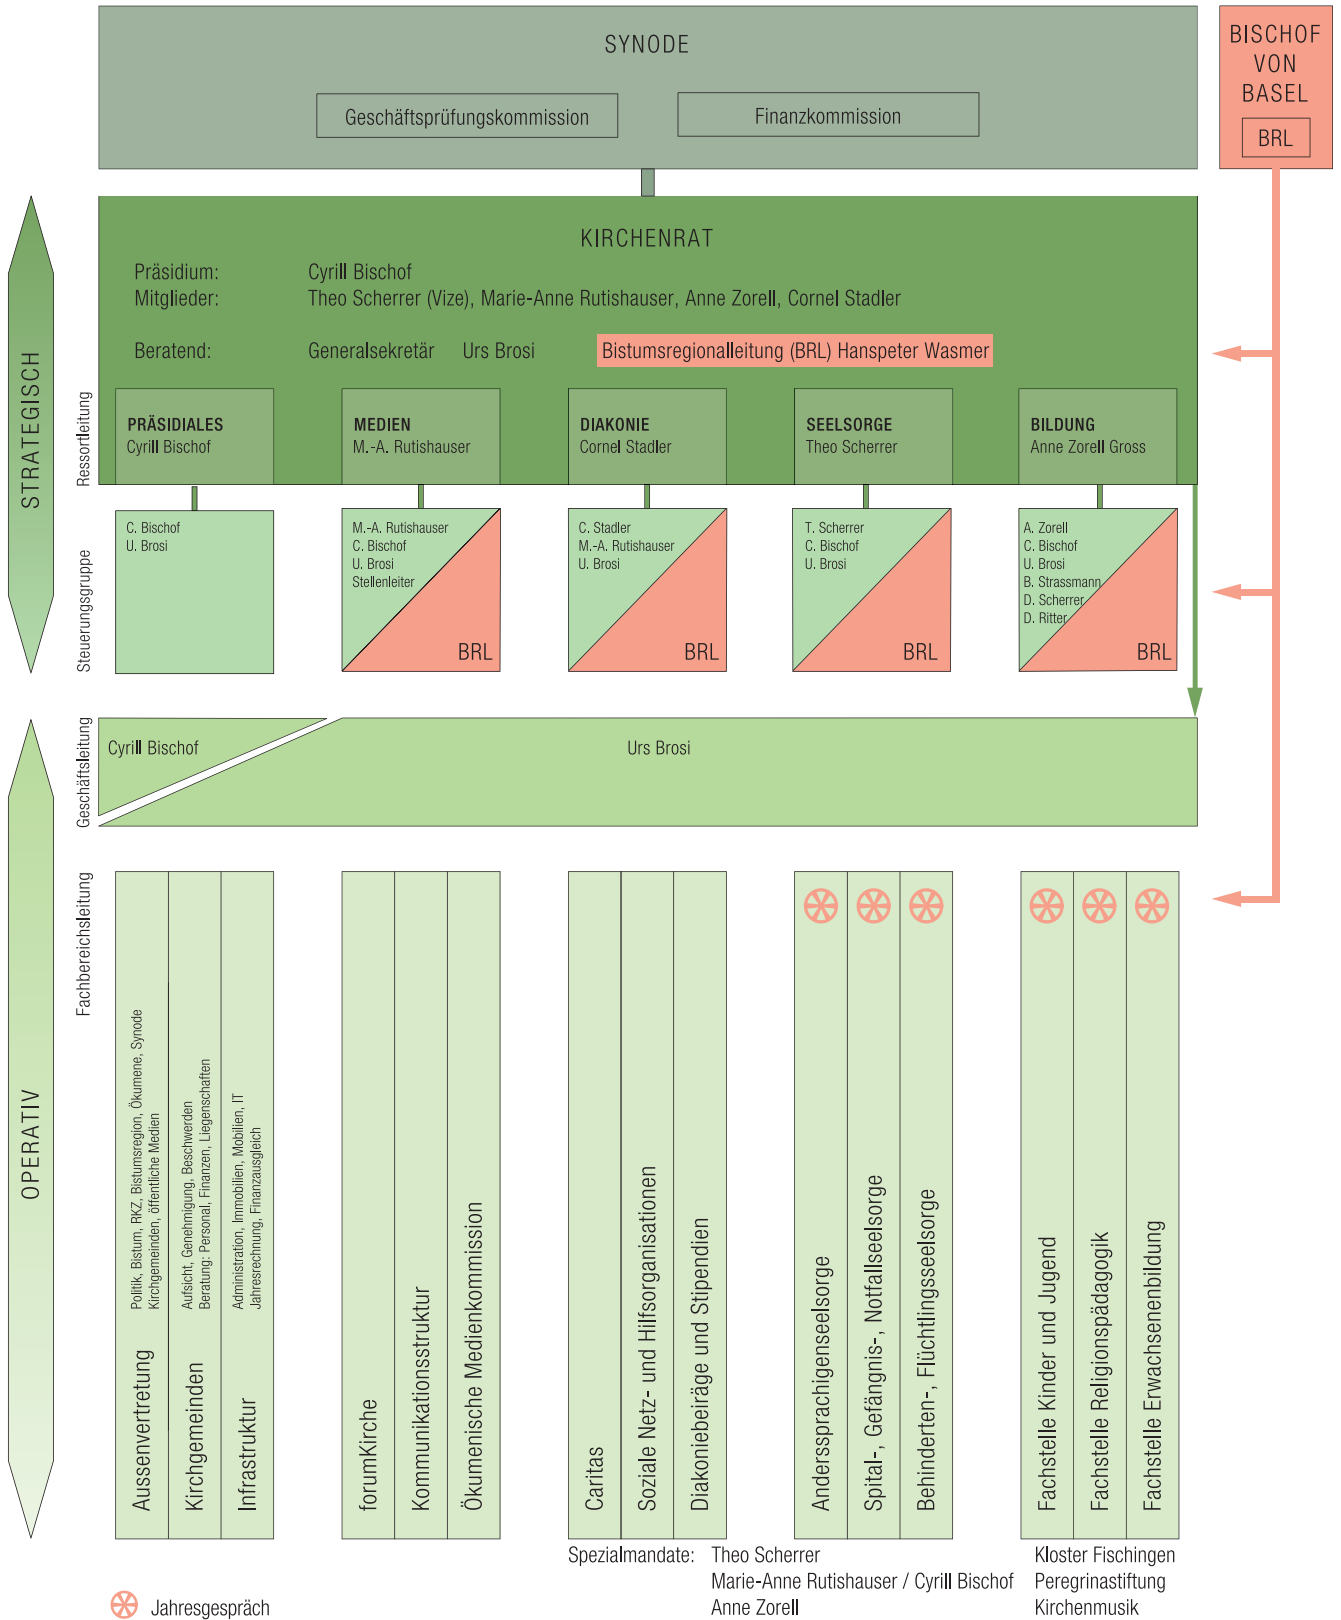 SYNODE
Geschäftsprüfungskommission
Finanzkommission
BISCHOF
VON
BASEL
BRL
KIRCHENRAT
Präsidium: Cyrill Bischof
Mitglieder: Theo Scherrer (Vize), Marie-Anne Rutishauser, Anne Zorell, Cornel Stadler
Beratend: Generalsekretär Urs Brosi Bistumsregionalleitung (BRL) Hanspeter Wasmer
STRATEGISCH
Ressortleitung
PRÄSIDIALES
Cyrill Bischof
MEDIEN
M.-A. Rutishauser
DIAKONIE
Cornel Stadler
SEELSORGE
Theo Scherrer
BILDUNG
Anne Zorell Gross
Steuerungsgruppe
C. Bischof
U. Brosi
M.-A. Rutishauser
C. Bischof
U. Brosi
Stellenleiter
BRL
C. Stadler
M.-A. Rutishauser
U. Brosi
BRL
T. Scherrer
C. Bischof
U. Brosi
BRL
A. Zorell
C. Bischof
U. Brosi
B. Strassmann
D. Scherrer
D. Ritter
BRL
OPERATIV
Geschäftsleitung
Cyrill Bischof
Urs Brosi
Fachbereichsleitung
Aussenvertretung
Politik, Bistum, RKZ, Bistumsregion, Ökumene, Synode
Kirchgemeinden, öffentliche Medien
Kirchgemeinden
Aufsicht, Genehmigung, Beschwerden
Beratung: Personal, Finanzen, Liegenschaften
Infrastruktur
Administration, Immobilien, Mobilien, IT
Jahresrechnung, Finanzausgleich
forumKirche
Kommunikationsstruktur
Ökumenische Medienkommission
Caritas
Soziale Netz- und Hilfsorganisationen
Diakoniebeiräge und Stipendien
Anderssprachigenseelsorge
Spital-, Gefängnis-, Notfallseelsorge
Behinderten-, Flüchtlingsseelsorge
Fachstelle Kinder und Jugend
Fachstelle Religionspädagogik
Fachstelle Erwachsenenbildung
Spezialmandate: Theo Scherrer Kloster Fischingen
Marie-Anne Rutishauser / Cyrill Bischof Peregrinastiftung
Anne Zorell Kirchenmusik
Jahresgespräch